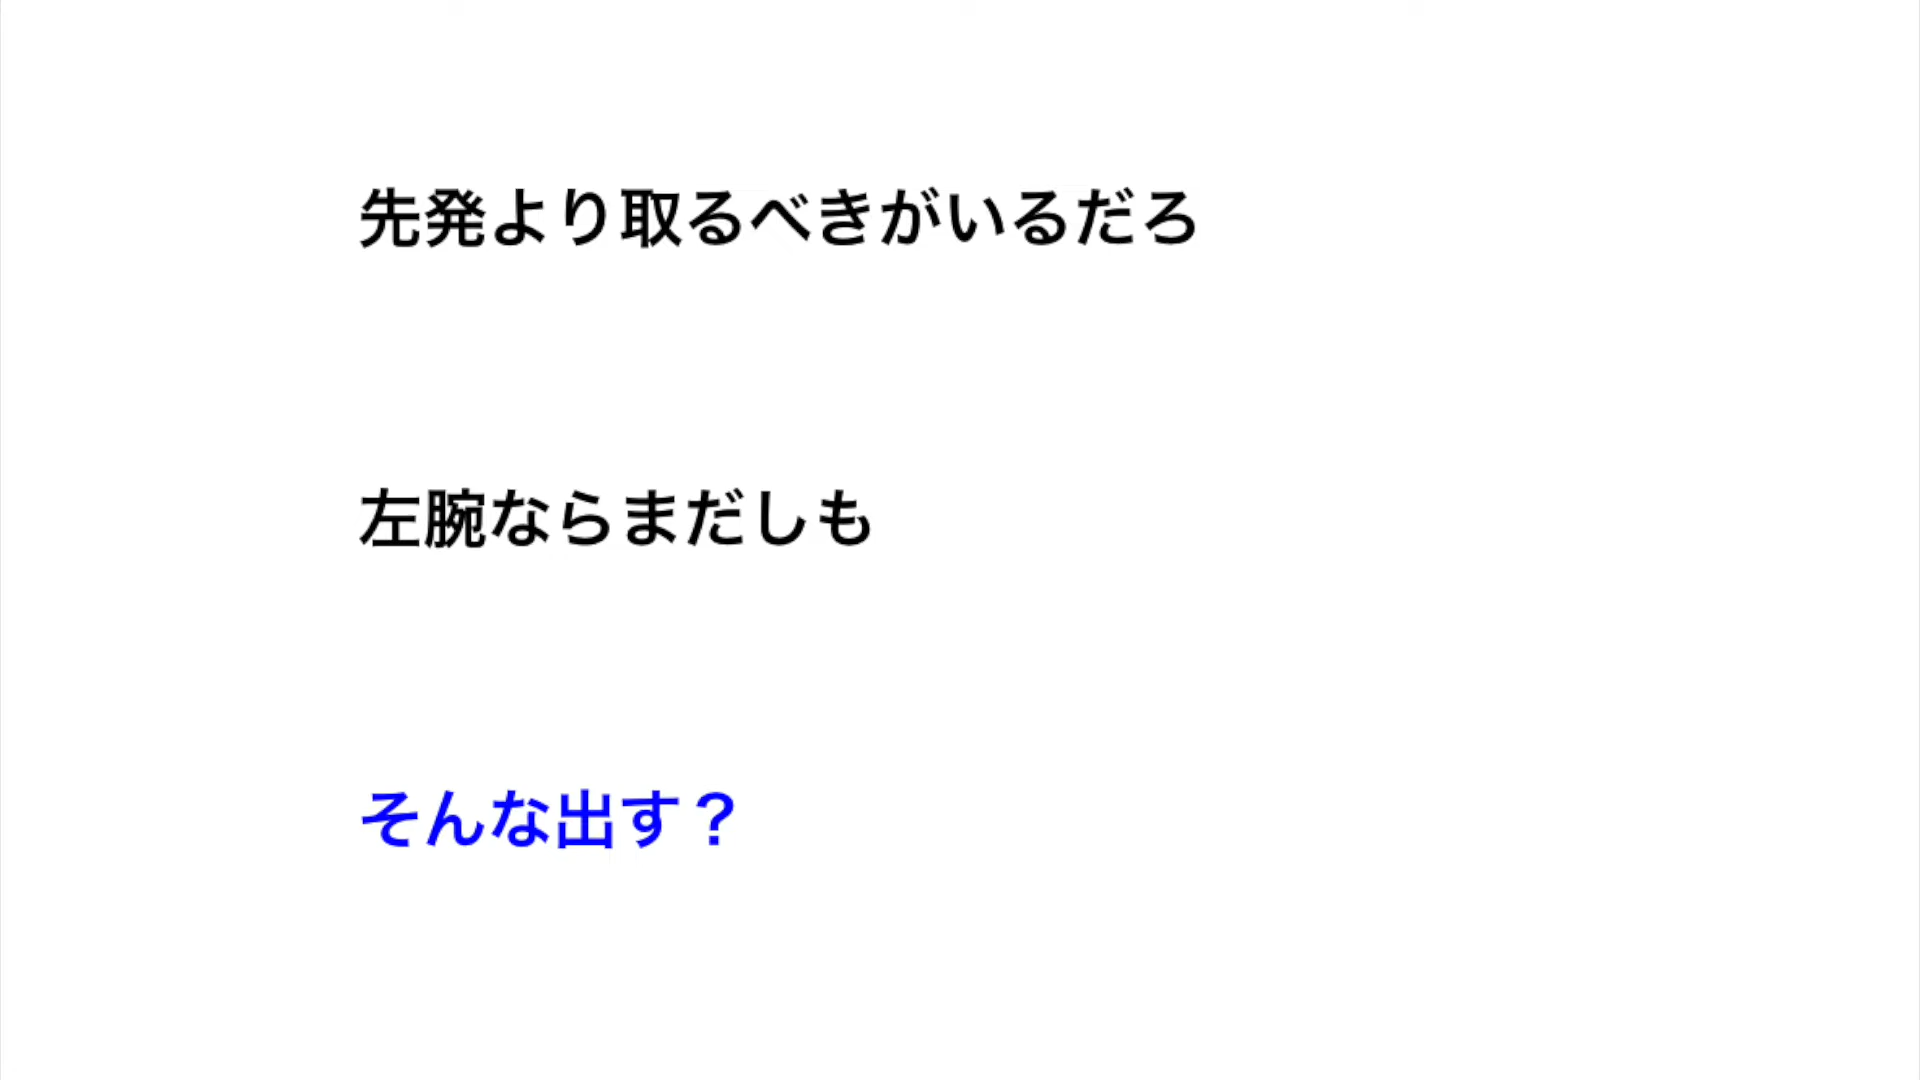 先発より取るべきがいるだろ
左腕ならまだしも
そんな出す？